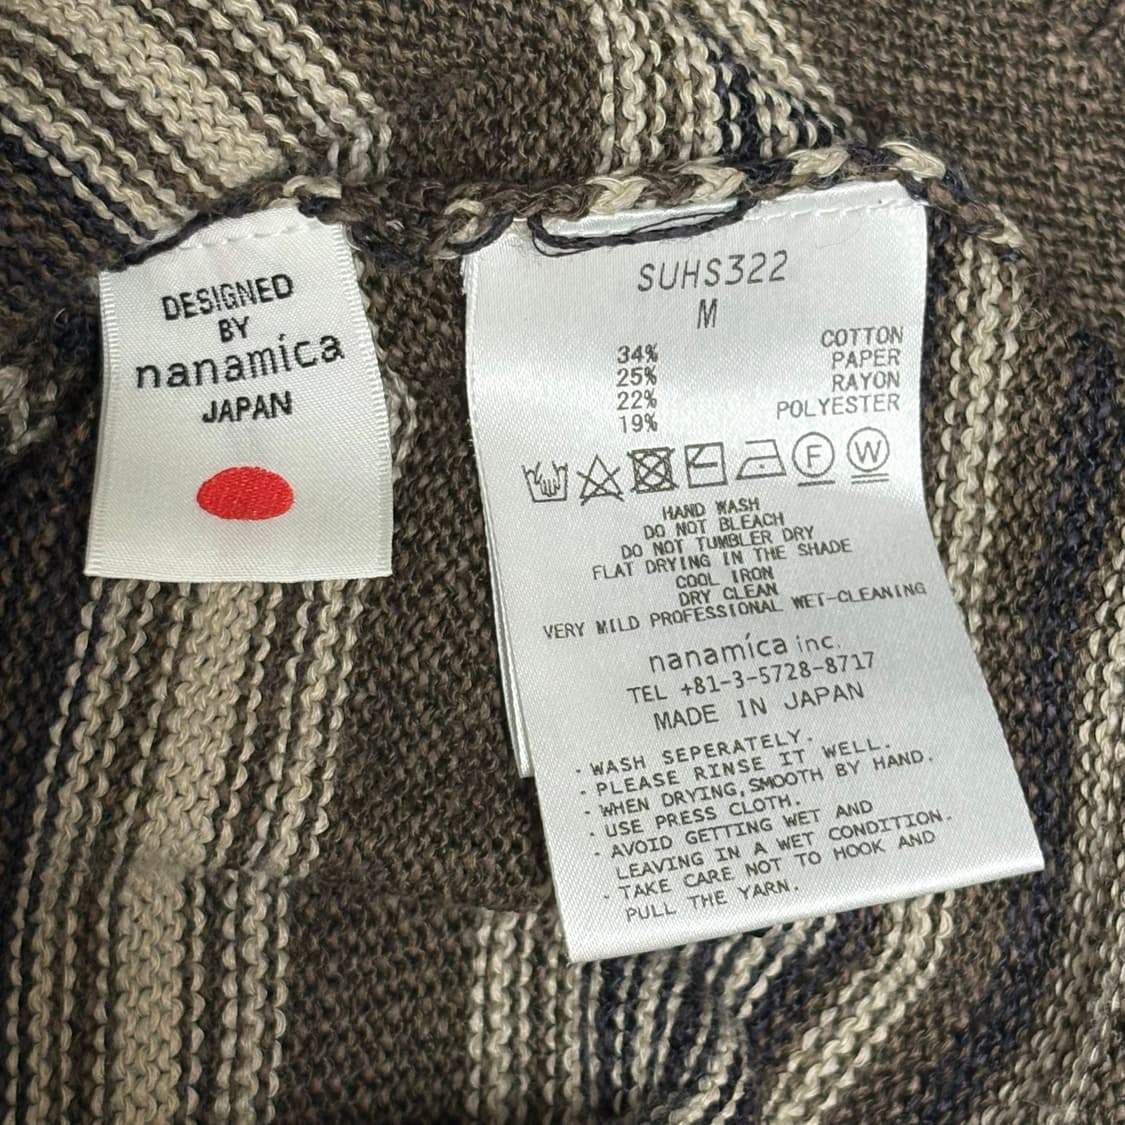 DESIGNED
BY
nanamica
JAPAN
SUHS322
M
34% COTTON
25% PAPER
22% RAYON
19% POLYESTER
F W
HAND WASH
DO NOT BLEACH
DO NOT TUMBLER DRY
FLAT DRYING IN THE SHADE
COOL IRON
DRY CLEAN
VERY MILD PROFESSIONAL WET-CLEANING
nanamica inc.
TEL +81-3-5728-8717
MADE IN JAPAN
・WASH SEPERATELY.
・PLEASE RINSE IT WELL.
・WHEN DRYING,SMOOTH BY HAND.
・USE PRESS CLOTH.
・AVOID GETTING WET AND
LEAVING IN A WET CONDITION.
・TAKE CARE NOT TO HOOK AND
PULL THE YARN.